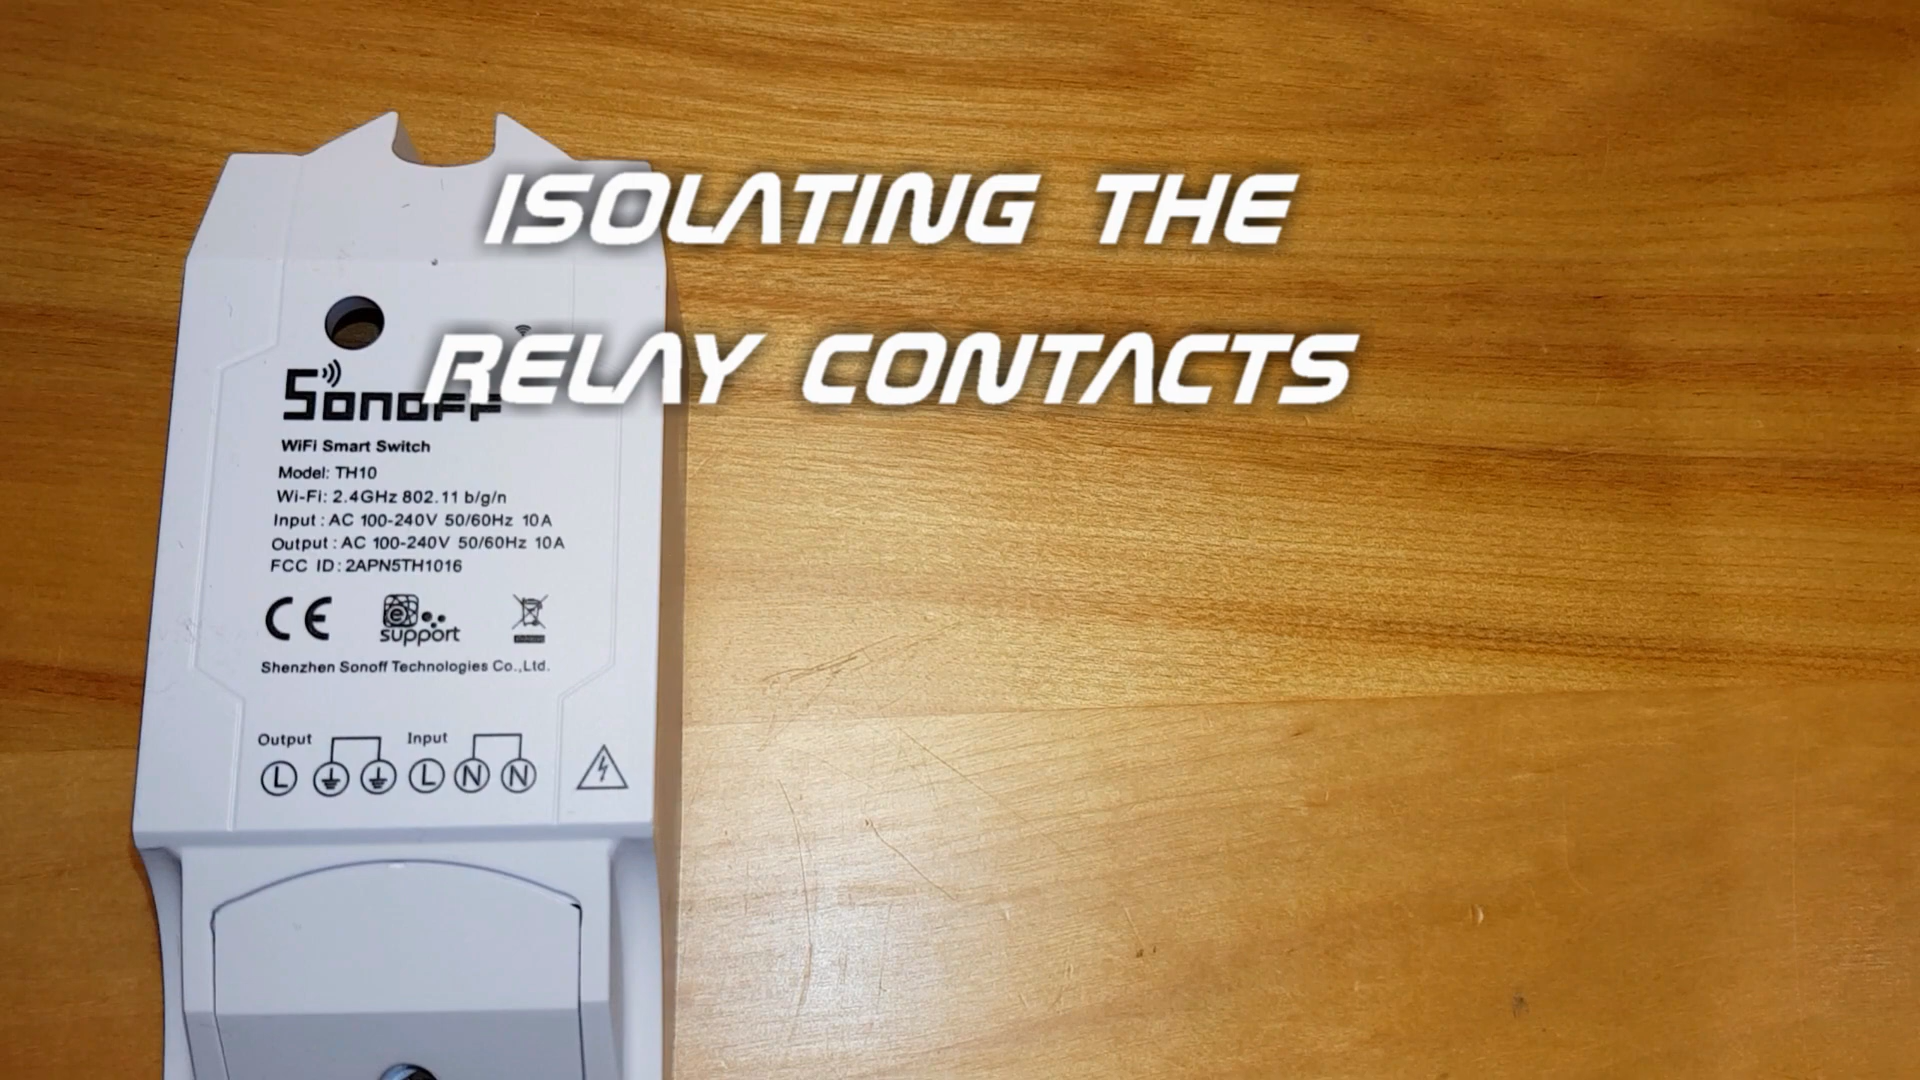 ISOLATING THE
RELAY CONTACTS
SONOFF
WiFi Smart Switch
Model: TH10
Wi-Fi: 2.4GHz 802.11 b/g/n
Input : AC 100-240V 50/60Hz 10A
Output : AC 100-240V 50/60Hz 10A
FCC ID: 2APN5TH1016
CE
e
support
Shenzhen Sonoff Technologies Co.,Ltd.
Output Input
L L N N